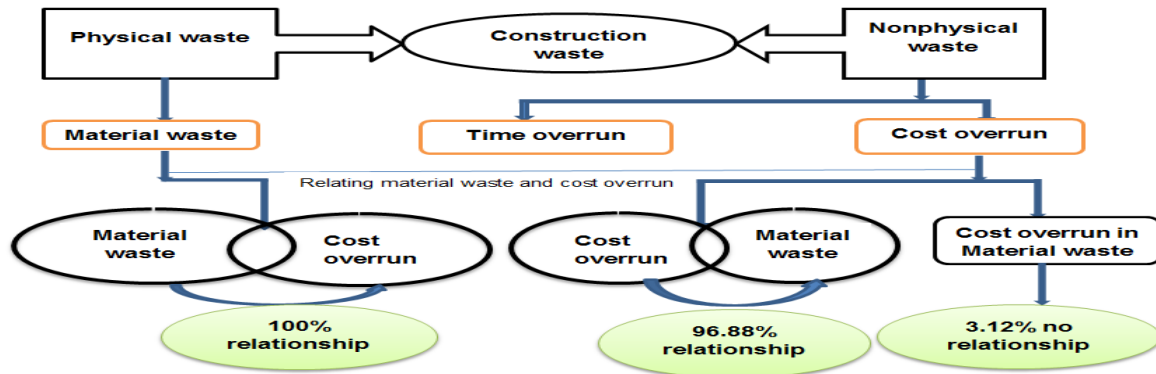 Physical waste
Construction
waste
Nonphysical
waste
Material waste
Time overrun
Cost overrun
Relating material waste and cost overrun
Material
waste
Cost
overrun
Cost
overrun
Material
waste
Cost overrun in
Material waste
100%
relationship
96.88%
relationship
3.12% no
relationship